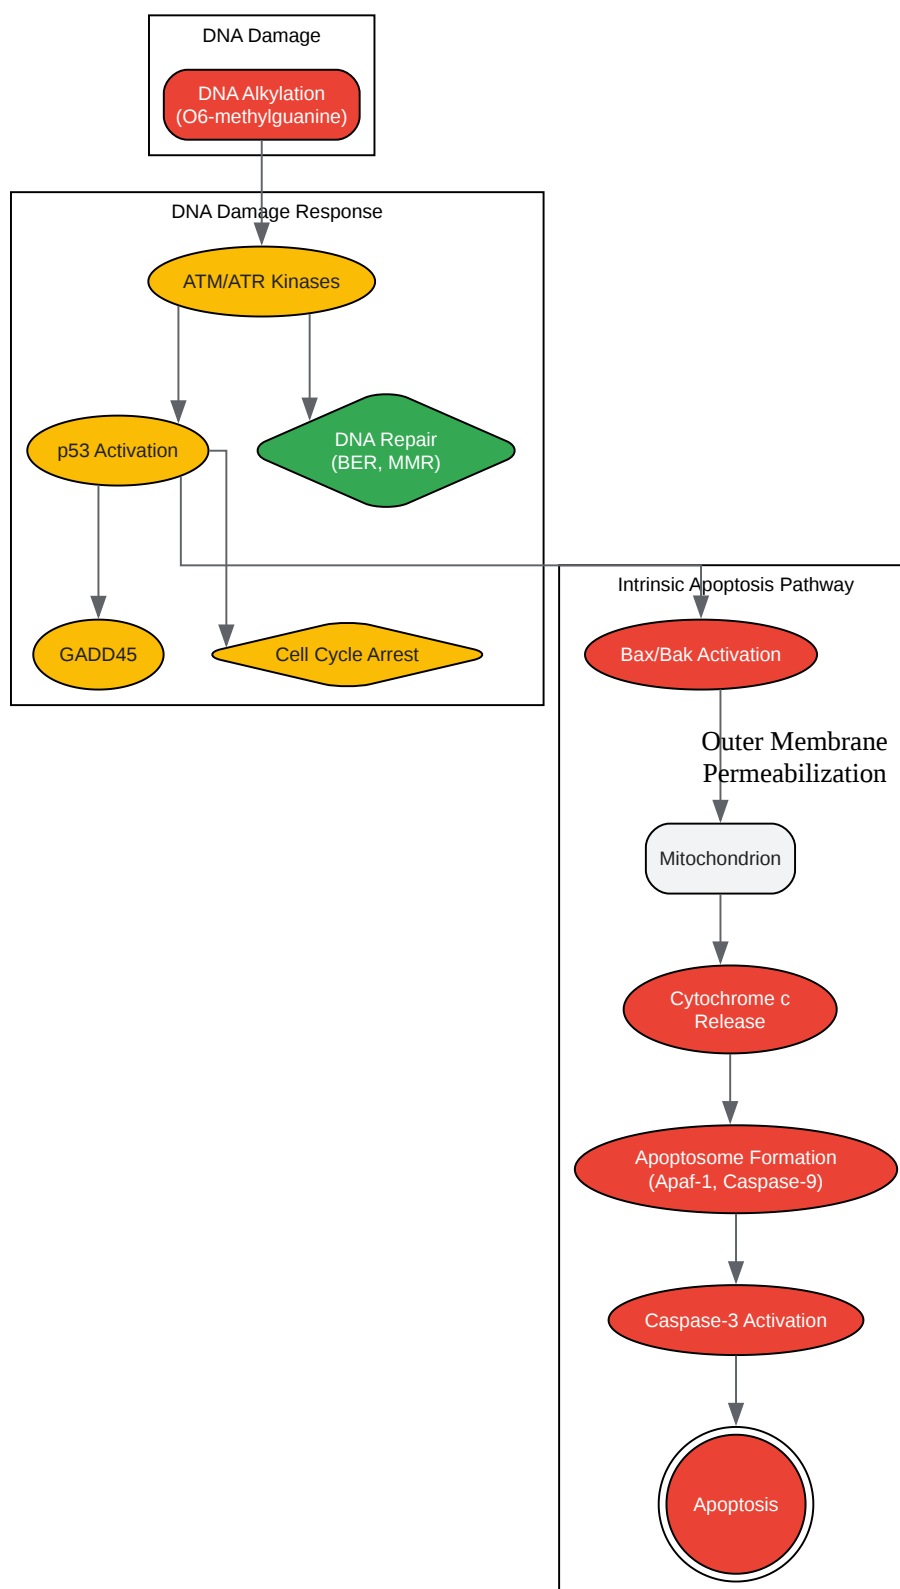 DNA Damage
DNA Alkylation
(O6-methylguanine)
DNA Damage Response
ATM/ATR Kinases
p53 Activation
DNA Repair
(BER, MMR)
GADD45
Cell Cycle Arrest
Intrinsic Apoptosis Pathway
Bax/Bak Activation
Outer Membrane
Permeabilization
Mitochondrion
Cytochrome c
Release
Apoptosome Formation
(Apaf-1, Caspase-9)
Caspase-3 Activation
Apoptosis